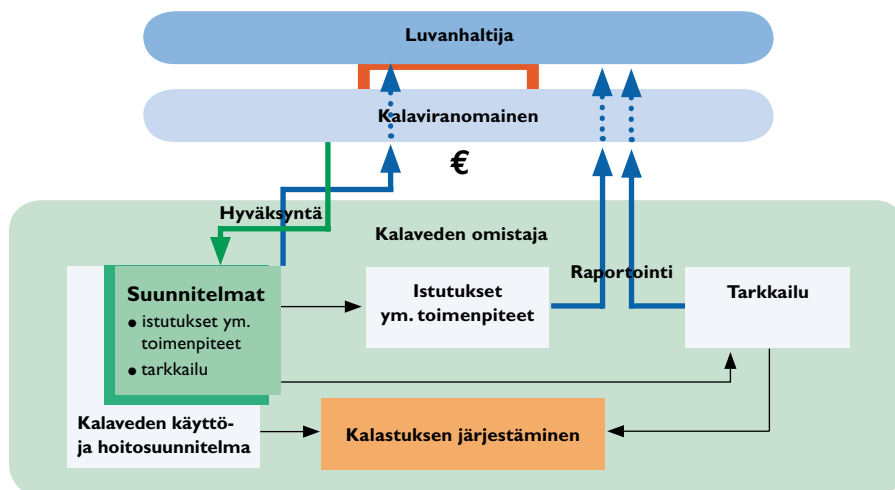 Luvanhaltija
Kalaviranomainen
€
Hyväksyntä
Kalaveden omistaja
Suunnitelmat
● istutukset ym.
toimenpiteet
● tarkkailu
Istutukset
ym. toimenpiteet
Raportointi
Tarkkailu
Kalaveden käyttö-
ja hoitosuunnitelma
Kalastuksen järjestäminen